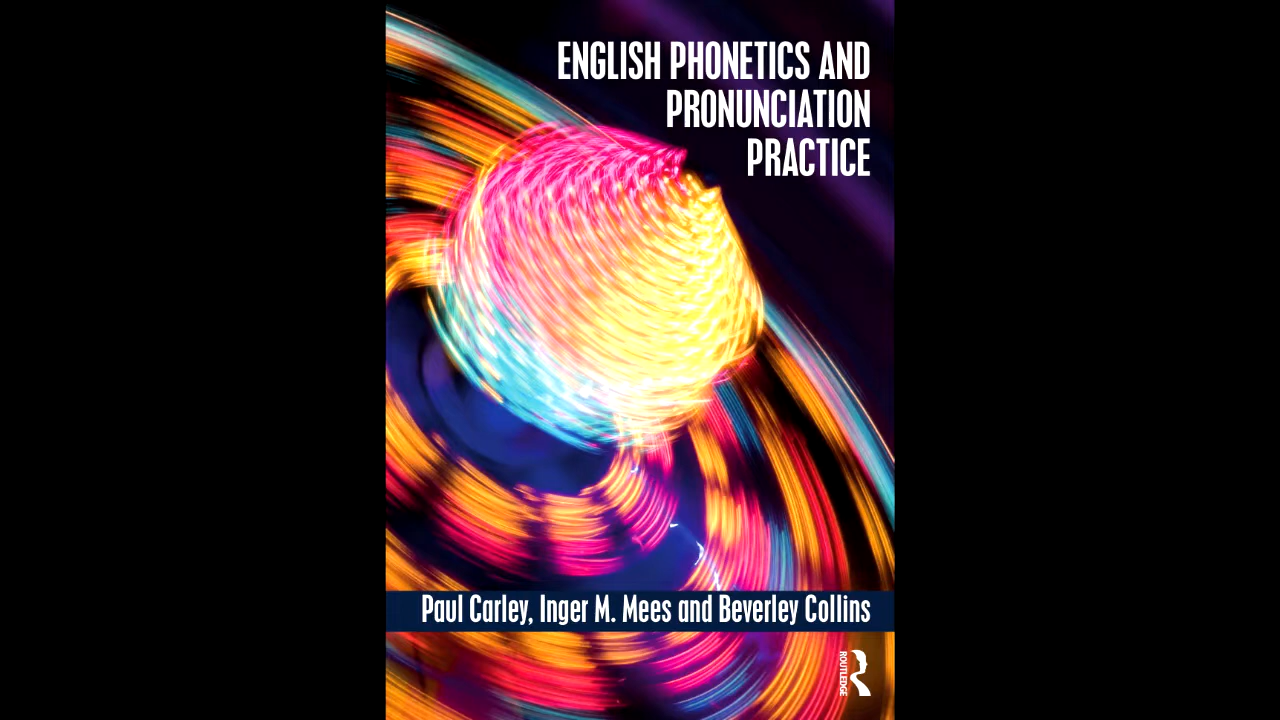 ENGLISH PHONETICS AND
PRONUNCIATION
PRACTICE
Paul Carley, Inger M. Mees and Beverley Collins
ROUTLEDGE